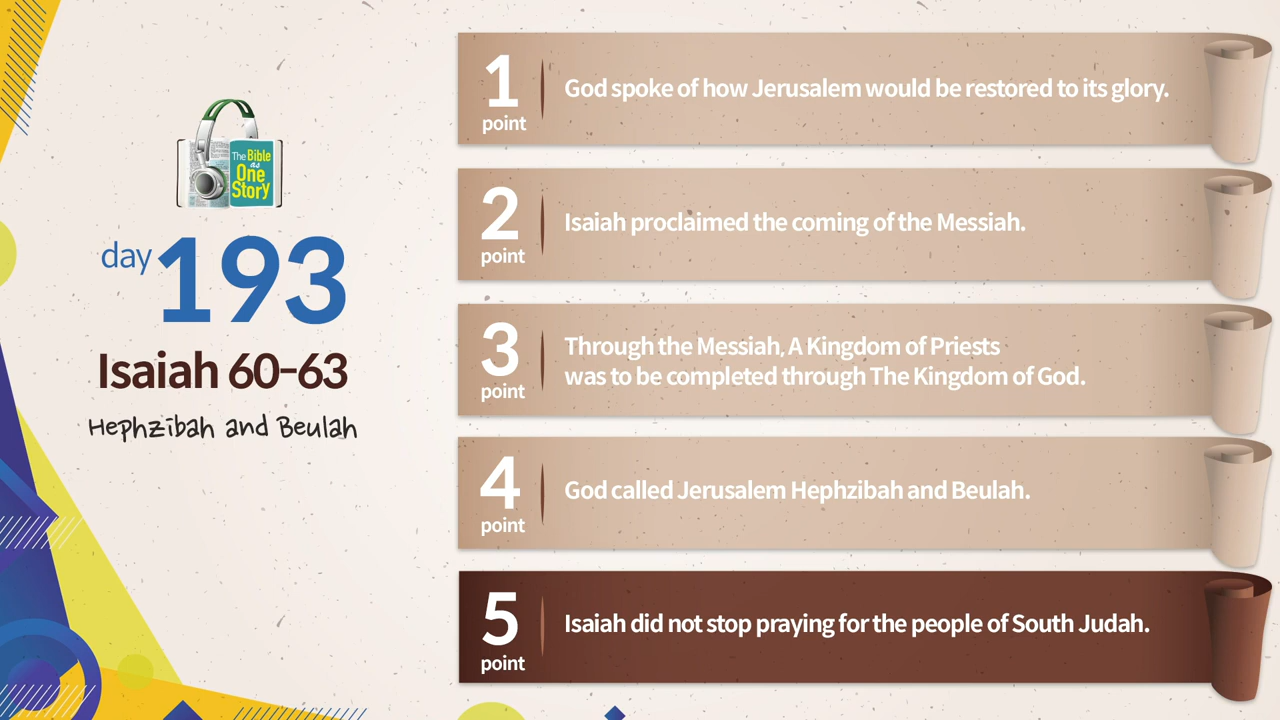 The Bible
as
One
Story
day 193
Isaiah 60-63
Hephzibah and Beulah
1
point
God spoke of how Jerusalem would be restored to its glory.
2
point
Isaiah proclaimed the coming of the Messiah.
3
point
Through the Messiah, A Kingdom of Priests
was to be completed through The Kingdom of God.
4
point
God called Jerusalem Hephzibah and Beulah.
5
point
Isaiah did not stop praying for the people of South Judah.